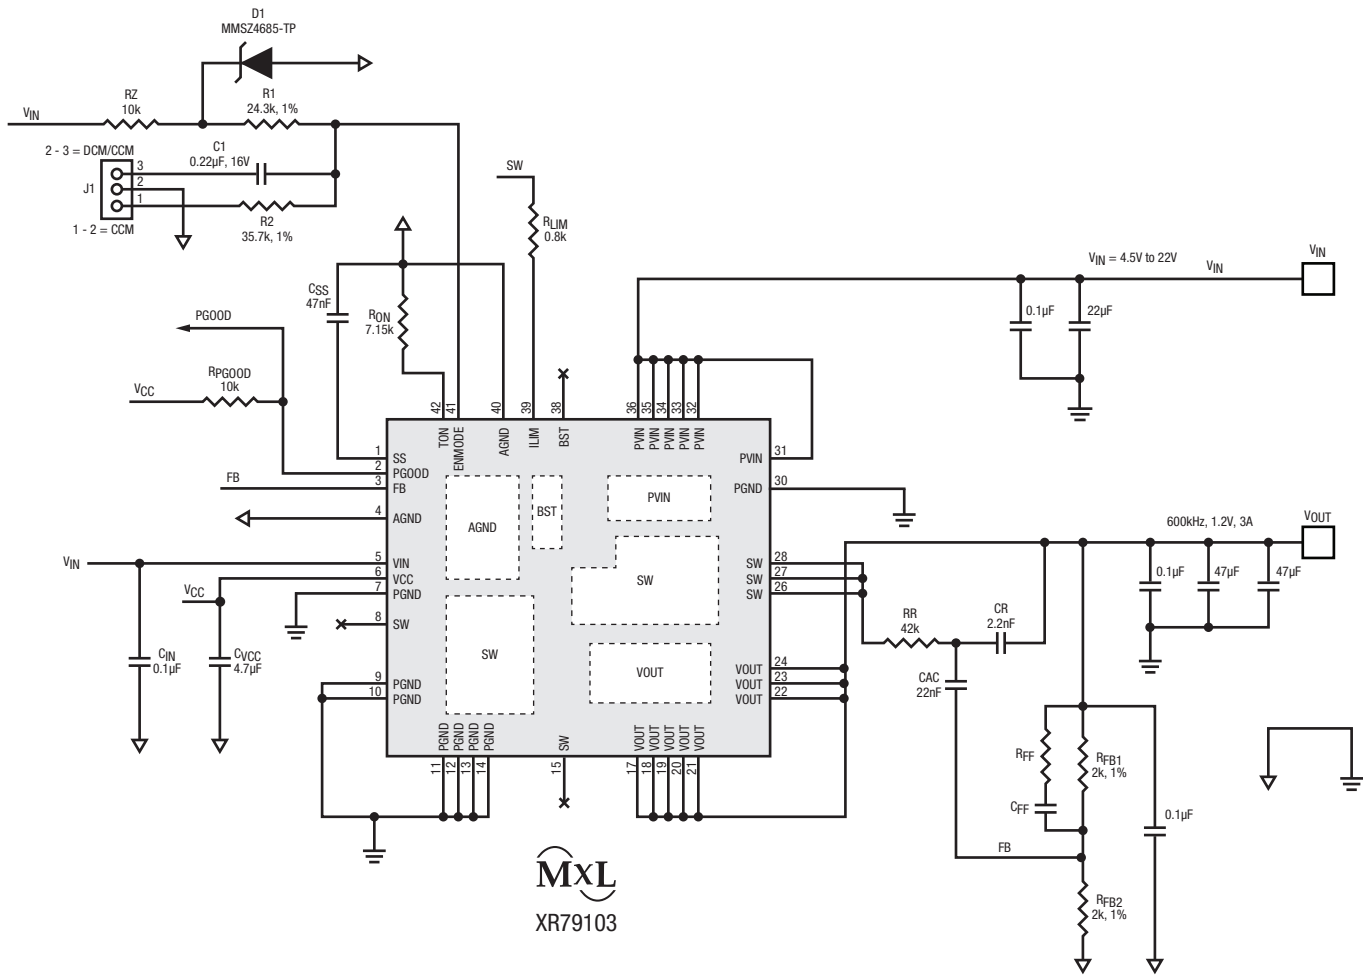 D1
MMSZ4685-TP
RZ
10k
R1
24.3k, 1%
VIN
C1
0.22µF, 16V
2 - 3 = DCM/CCM
J1
3
2
1
1 - 2 = CCM
R2
35.7k, 1%
SW
RLIM
0.8k
CSS
47nF
RON
7.15k
PGOOD
RPGOOD
10k
VCC
VIN = 4.5V to 22V
VIN
VIN
0.1µF
22µF
42
41
40
39
38
36
35
34
33
32
TON
ENMODE
AGND
ILIM
BST
PVIN
PVIN
PVIN
PVIN
PVIN
1
SS
2
PGOOD
FB
3
FB
4
AGND
VIN
5
VIN
6
VCC
VCC
7
PGND
8
SW
9
PGND
10
PGND
CIN
0.1µF
CVCC
4.7µF
AGND
BST
PVIN
SW
SW
VOUT
PVIN
31
PGND
30
SW
28
SW
27
SW
26
VOUT
24
VOUT
23
VOUT
22
PGND
PGND
PGND
PGND
SW
VOUT
VOUT
VOUT
VOUT
VOUT
11
12
13
14
15
17
18
19
20
21
600kHz, 1.2V, 3A
VOUT
0.1µF
47µF
47µF
RR
42k
CR
2.2nF
CAC
22nF
RFF
RFB1
2k, 1%
CFF
0.1µF
FB
RFB2
2k, 1%
MXL
XR79103